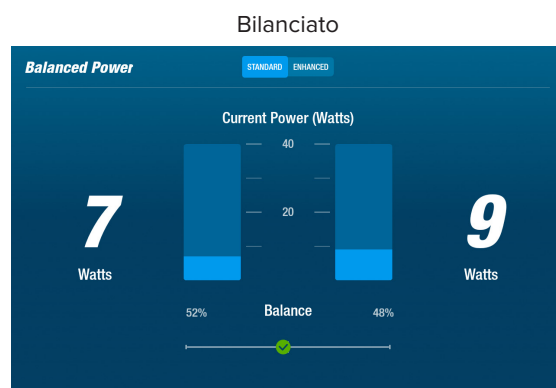 Bilanciato
Balanced Power
STANDARD ENHANCED
Current Power (Watts)
40
7
20
9
Watts
Watts
52% Balance 48%